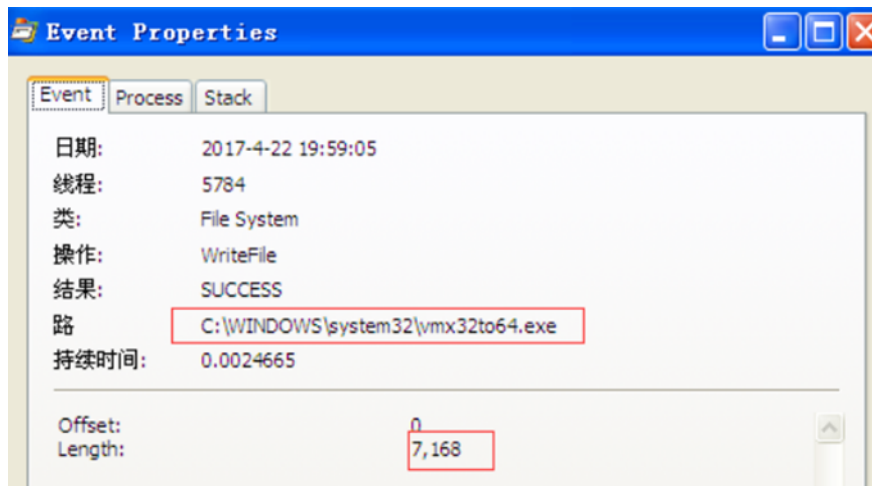 Event Properties
Event Process Stack
日期: 2017-4-22 19:59:05
线程: 5784
类: File System
操作: WriteFile
结果: SUCCESS
路 C:\WINDOWS\system32\vmx32to64.exe
持续时间: 0.0024665
Offset: 0
Length: 7,168